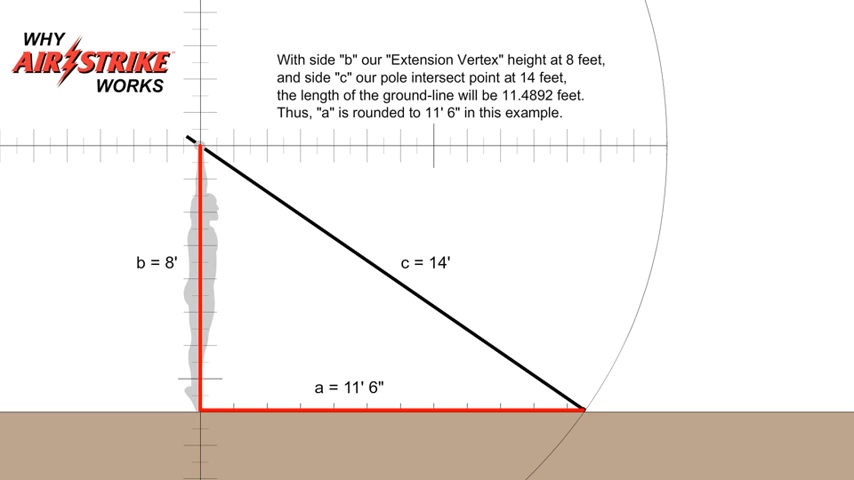 WHY
AIR STRIKE
WORKS
With side "b" our "Extension Vertex" height at 8 feet,
and side "c" our pole intersect point at 14 feet,
the length of the ground-line will be 11.4892 feet.
Thus, "a" is rounded to 11' 6" in this example.
b = 8'
c = 14'
a = 11' 6"